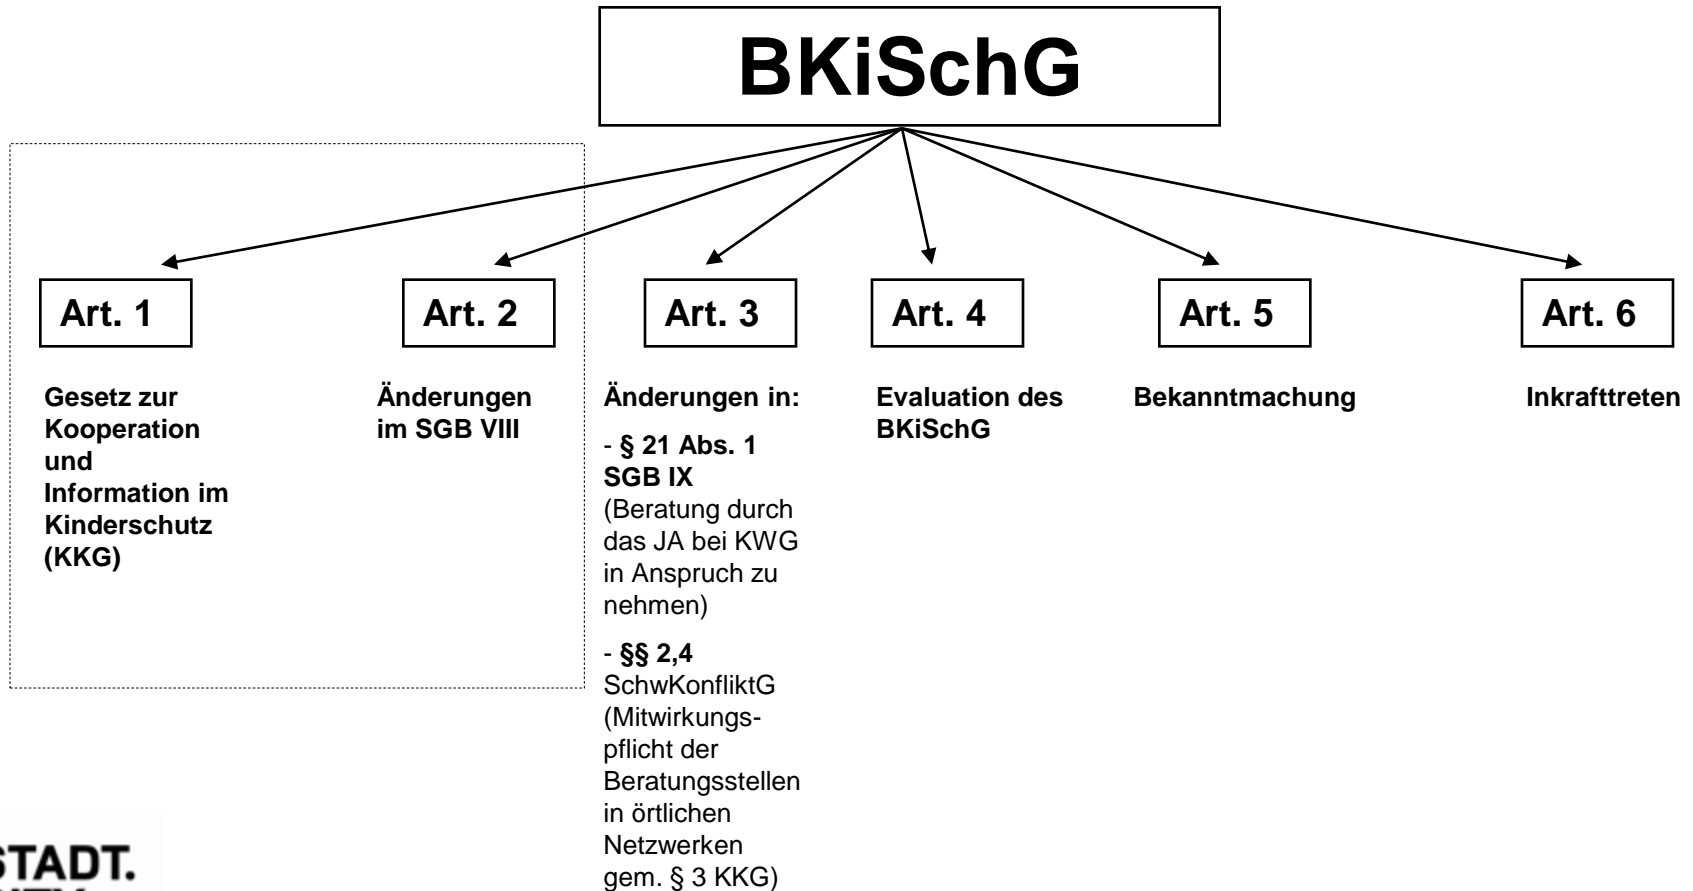 BKiSchG
Art. 1
Art. 2
Art. 3
Art. 4
Art. 5
Art. 6
Gesetz zur
Kooperation
und
Information im
Kinderschutz
(KKG)
Änderungen
im SGB VIII
Änderungen in:
- § 21 Abs. 1
SGB IX
(Beratung durch
das JA bei KWG
in Anspruch zu
nehmen)
- §§ 2,4
SchwKonfliktG
(Mitwirkungs-
pflicht der
Beratungsstellen
in örtlichen
Netzwerken
gem. § 3 KKG)
Evaluation des
BKiSchG
Bekanntmachung
Inkrafttreten
STADT.